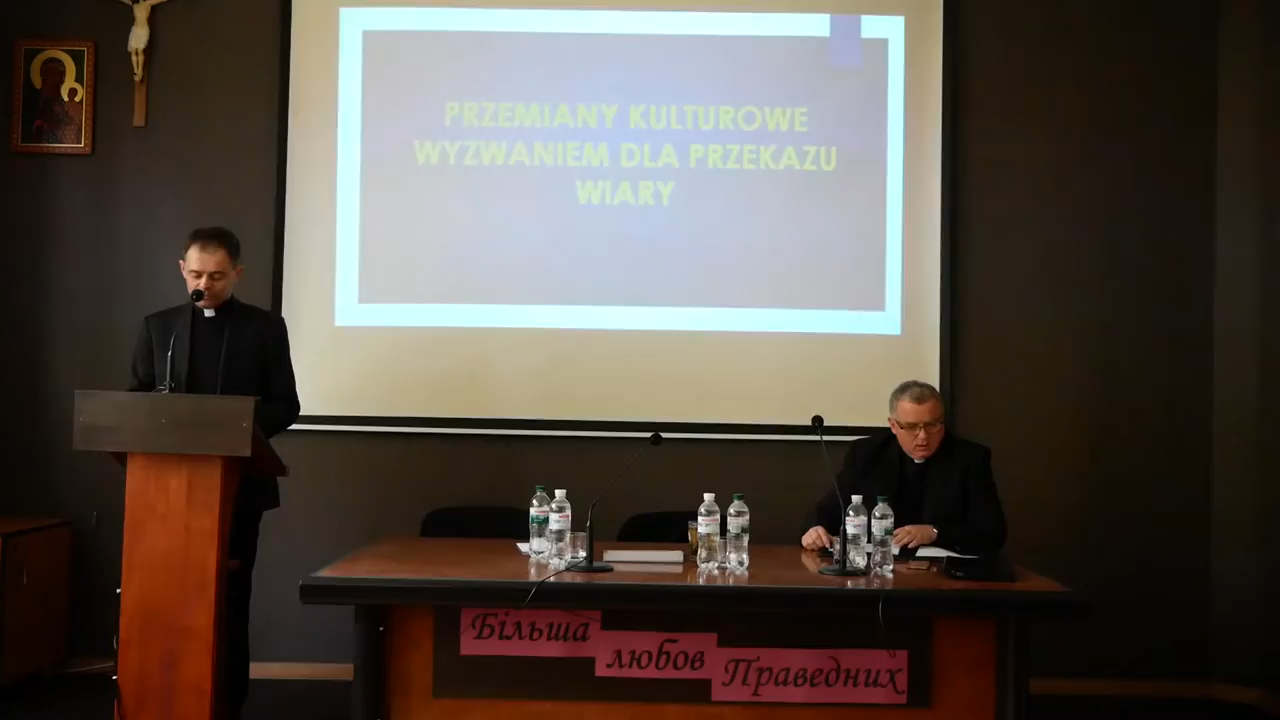 PRZEMIANY KULTUROWE
WYZWANIEM DLA PRZEKAZU
WIARY
Більша
любов
Праведних